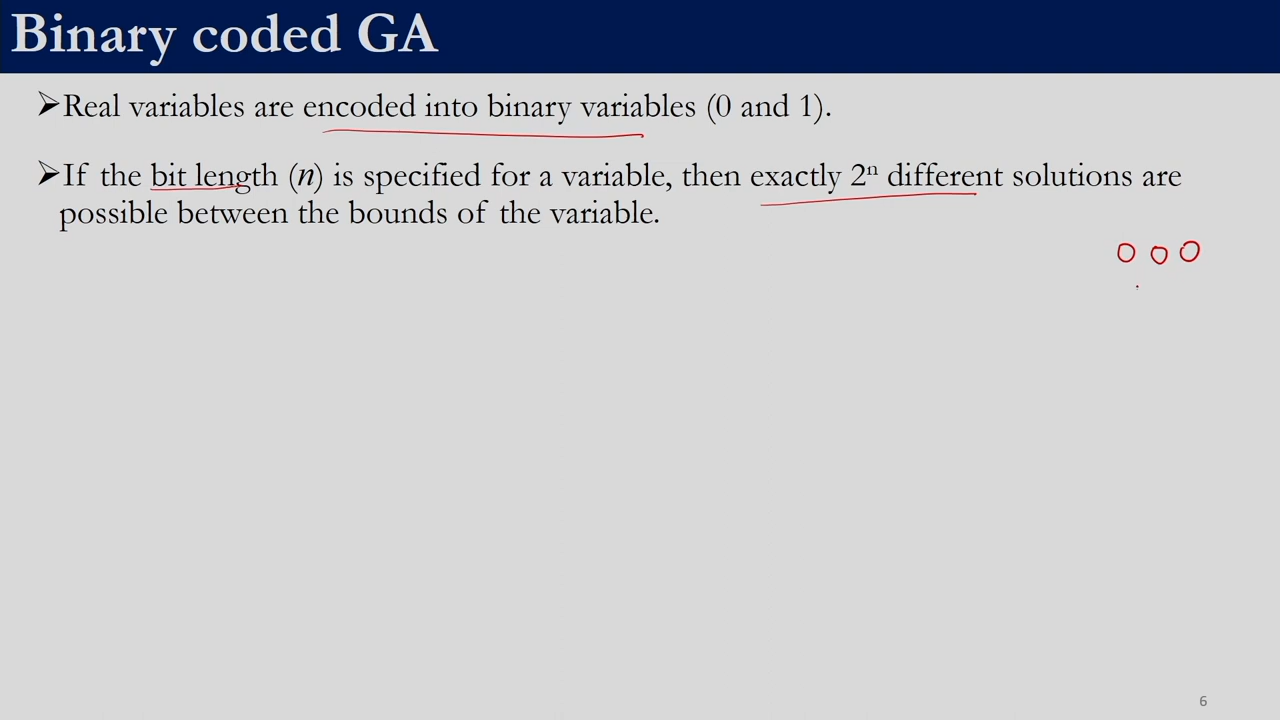 Binary coded GA
➢Real variables are encoded into binary variables (0 and 1).
➢If the bit length (n) is specified for a variable, then exactly 2ⁿ different solutions are
possible between the bounds of the variable.
0 0 0
6